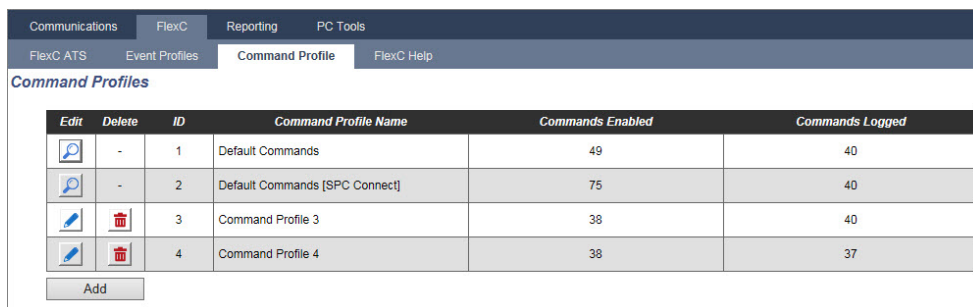 Communications FlexC Reporting PC Tools
FlexC ATS Event Profiles Command Profile FlexC Help
Command Profiles
Edit Delete ID Command Profile Name Commands Enabled Commands Logged
- 1 Default Commands 49 40
- 2 Default Commands [SPC Connect] 75 40
3 Command Profile 3 38 40
4 Command Profile 4 38 37
Add